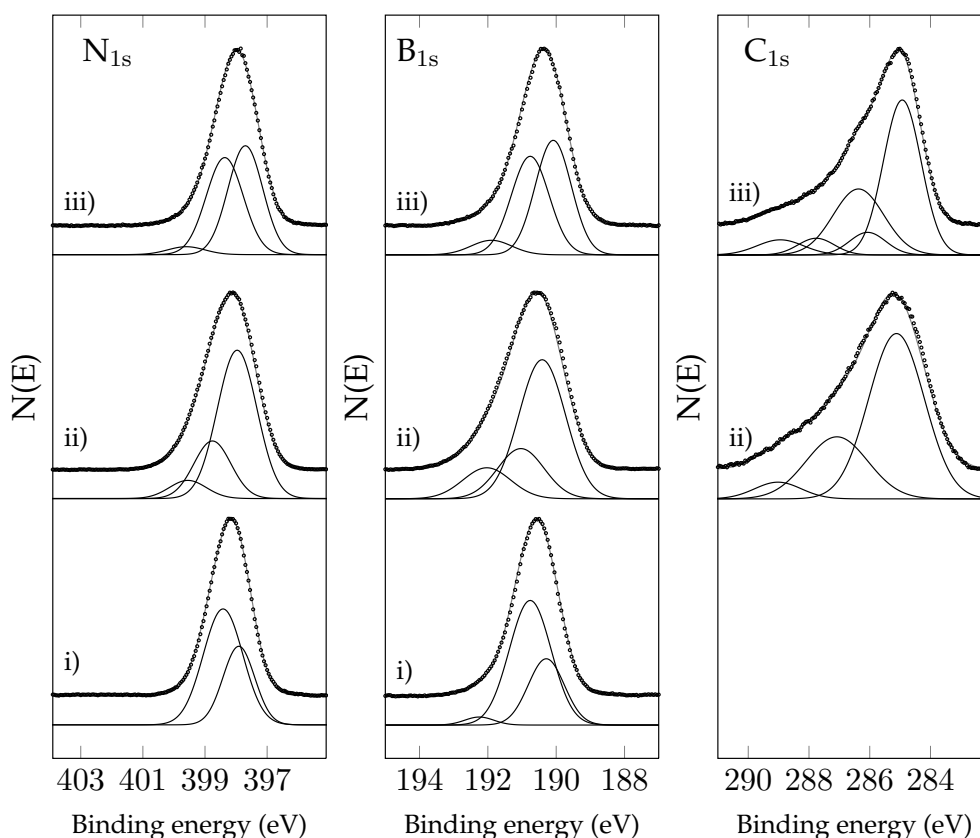 N1s B1s C1s
iii) iii) iii)
N(E) N(E) N(E)
ii) ii) ii)
i) i)
403 401 399 397 194 192 190 188 290 288 286 284
Binding energy (eV) Binding energy (eV) Binding energy (eV)